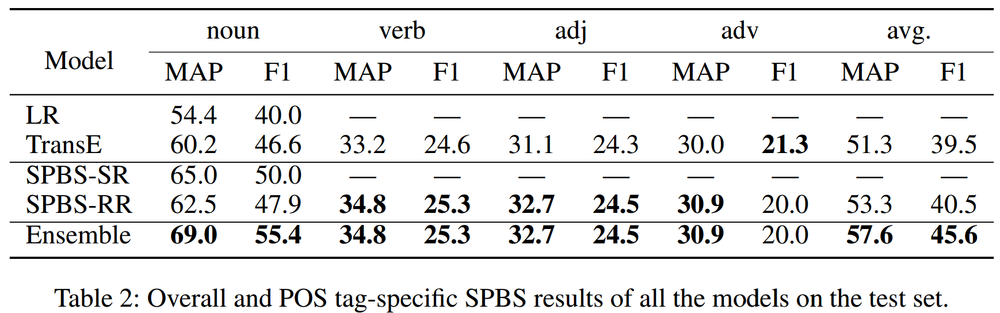 Model noun verb adj adv avg.
MAP F1 MAP F1 MAP F1 MAP F1 MAP F1
LR 54.4 40.0 — — — — — — — —
TransE 60.2 46.6 33.2 24.6 31.1 24.3 30.0 21.3 51.3 39.5
SPBS-SR 65.0 50.0 — — — — — — — —
SPBS-RR 62.5 47.9 34.8 25.3 32.7 24.5 30.9 20.0 53.3 40.5
Ensemble 69.0 55.4 34.8 25.3 32.7 24.5 30.9 20.0 57.6 45.6
Table 2: Overall and POS tag-specific SPBS results of all the models on the test set.